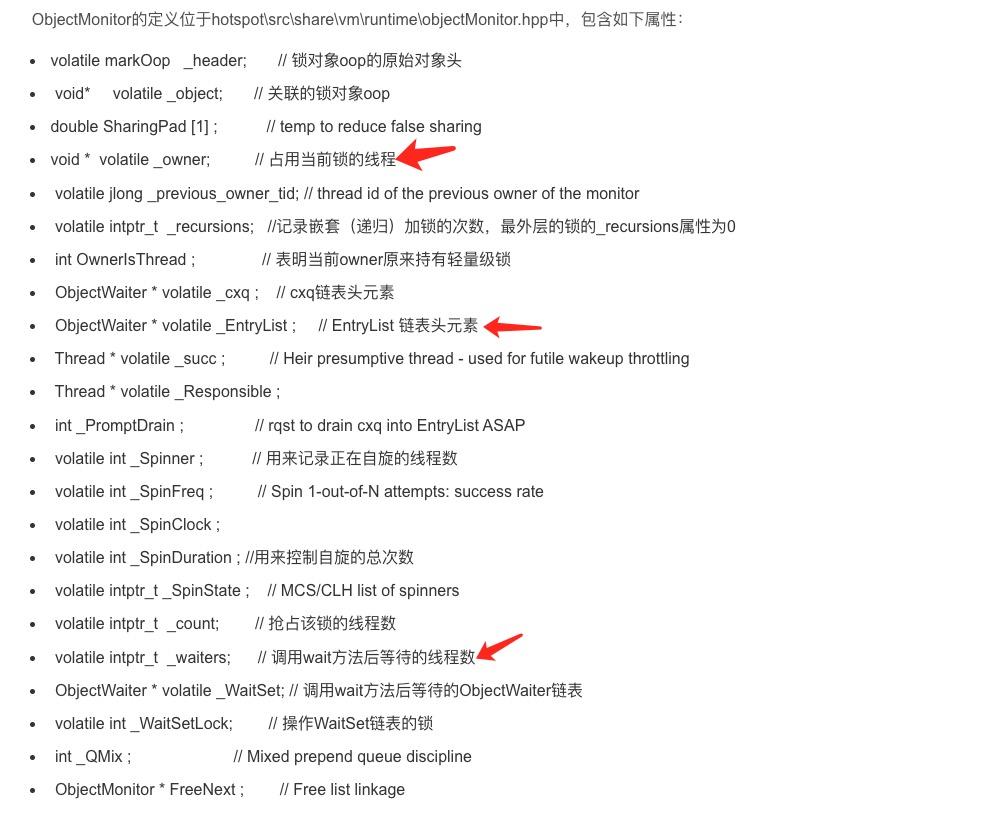 ObjectMonitor的定义位于hotspot\src\share\vm\runtime\objectMonitor.hpp中，包含如下属性：
volatile markOop _header; // 锁对象oop的原始对象头
void* volatile _object; // 关联的锁对象oop
double SharingPad [1] ; // temp to reduce false sharing
void * volatile _owner; // 占用当前锁的线程
volatile jlong _previous_owner_tid; // thread id of the previous owner of the monitor
volatile intptr_t _recursions; //记录嵌套（递归）加锁的次数，最外层的锁的_recursions属性为0
int OwnerIsThread ; // 表明当前owner原来持有轻量级锁
ObjectWaiter * volatile _cxq ; // cxq链表头元素
ObjectWaiter * volatile _EntryList ; // EntryList 链表头元素
Thread * volatile _succ ; // Heir presumptive thread - used for futile wakeup throttling
Thread * volatile _Responsible ;
int _PromptDrain ; // rqst to drain cxq into EntryList ASAP
volatile int _Spinner ; // 用来记录正在自旋的线程数
volatile int _SpinFreq ; // Spin 1-out-of-N attempts: success rate
volatile int _SpinClock ;
volatile int _SpinDuration ; //用来控制自旋的总次数
volatile intptr_t _SpinState ; // MCS/CLH list of spinners
volatile intptr_t _count; // 抢占该锁的线程数
volatile intptr_t _waiters; // 调用wait方法后等待的线程数
ObjectWaiter * volatile _WaitSet; // 调用wait方法后等待的ObjectWaiter链表
volatile int _WaitSetLock; // 操作WaitSet链表的锁
int _QMix ; // Mixed prepend queue discipline
ObjectMonitor * FreeNext ; // Free list linkage